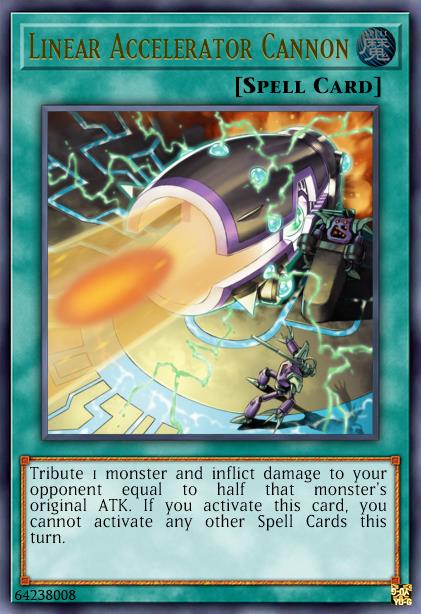 LINEAR ACCELERATOR CANNON 魔
[SPELL CARD]
Tribute 1 monster and inflict damage to your
opponent equal to half that monster's
original ATK. If you activate this card, you
cannot activate any other Spell Cards this
turn.
64238008